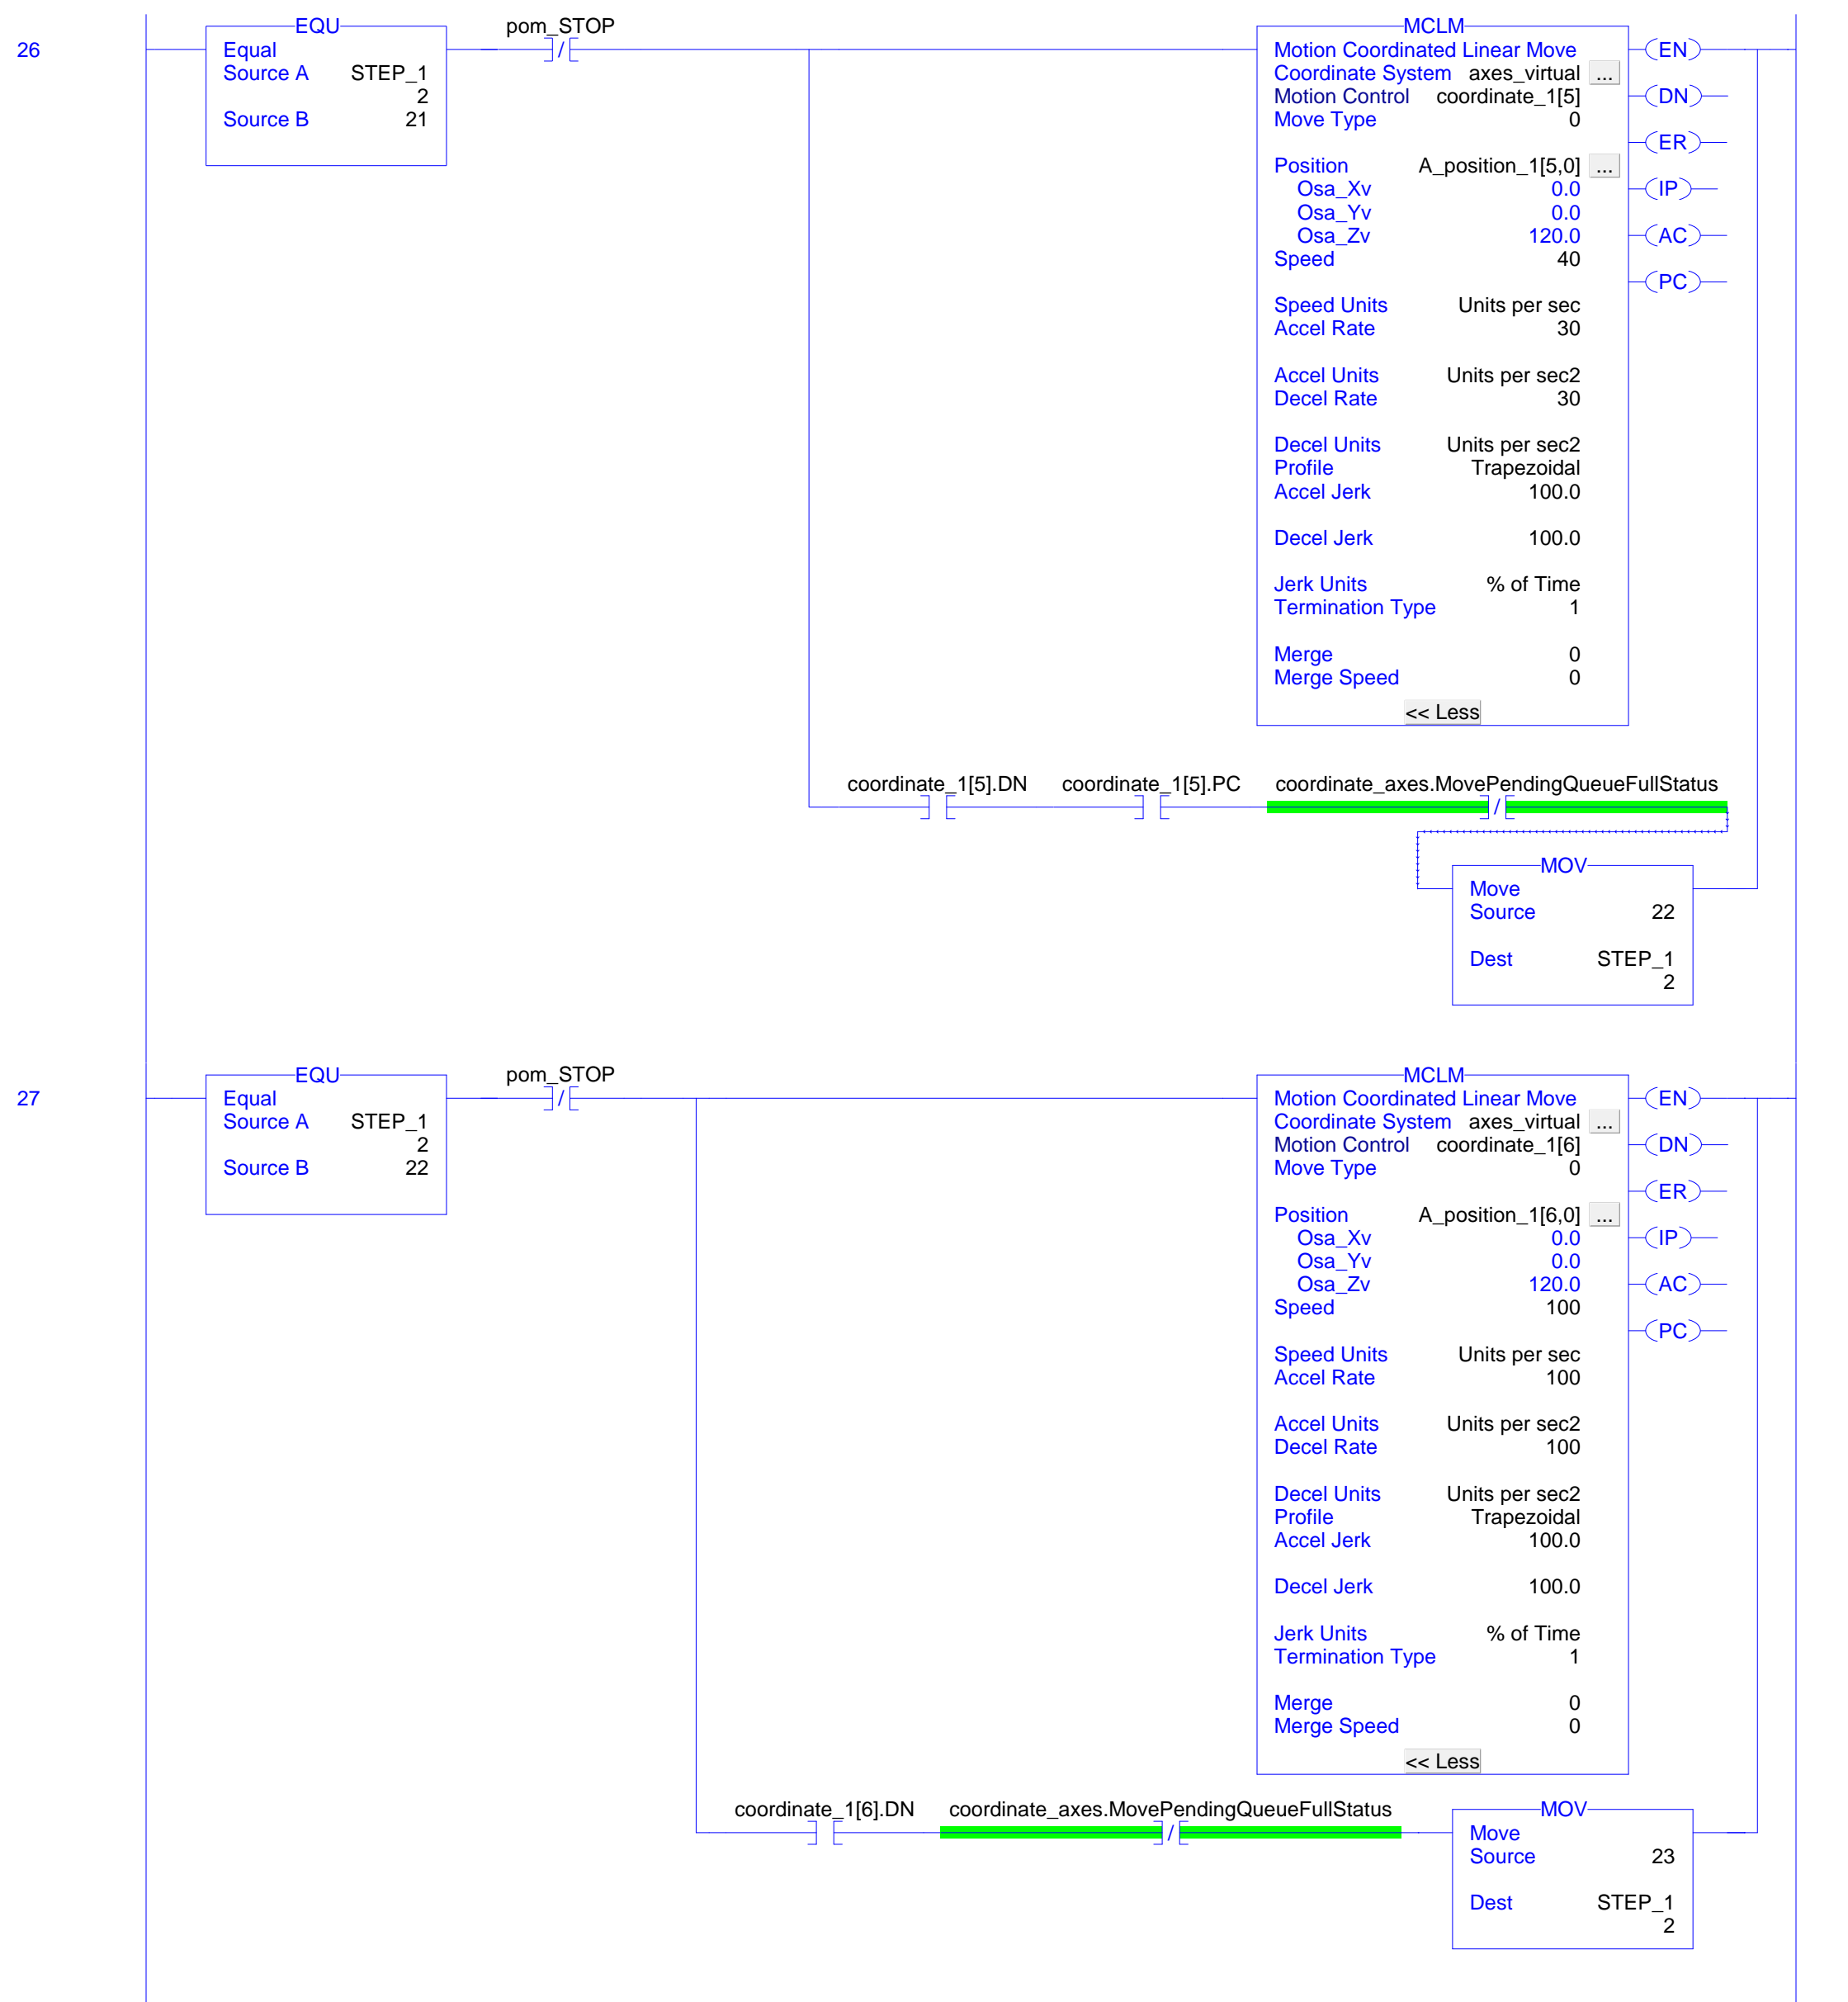 26
EQU
Equal
Source A STEP_1
2
Source B 21
pom_STOP
/
MCLM
Motion Coordinated Linear Move
Coordinate System axes_virtual ...
Motion Control coordinate_1[5]
Move Type 0
Position A_position_1[5,0] ...
Osa_Xv 0.0
Osa_Yv 0.0
Osa_Zv 120.0
Speed 40
Speed Units Units per sec
Accel Rate 30
Accel Units Units per sec2
Decel Rate 30
Decel Units Units per sec2
Profile Trapezoidal
Accel Jerk 100.0
Decel Jerk 100.0
Jerk Units % of Time
Termination Type 1
Merge 0
Merge Speed 0
<< Less
EN
DN
ER
IP
AC
PC
coordinate_1[5].DN coordinate_1[5].PC coordinate_axes.MovePendingQueueFullStatus
/
MOV
Move
Source 22
Dest STEP_1
2
27
EQU
Equal
Source A STEP_1
2
Source B 22
pom_STOP
/
MCLM
Motion Coordinated Linear Move
Coordinate System axes_virtual ...
Motion Control coordinate_1[6]
Move Type 0
Position A_position_1[6,0] ...
Osa_Xv 0.0
Osa_Yv 0.0
Osa_Zv 120.0
Speed 100
Speed Units Units per sec
Accel Rate 100
Accel Units Units per sec2
Decel Rate 100
Decel Units Units per sec2
Profile Trapezoidal
Accel Jerk 100.0
Decel Jerk 100.0
Jerk Units % of Time
Termination Type 1
Merge 0
Merge Speed 0
<< Less
EN
DN
ER
IP
AC
PC
coordinate_1[6].DN coordinate_axes.MovePendingQueueFullStatus
/
MOV
Move
Source 23
Dest STEP_1
2